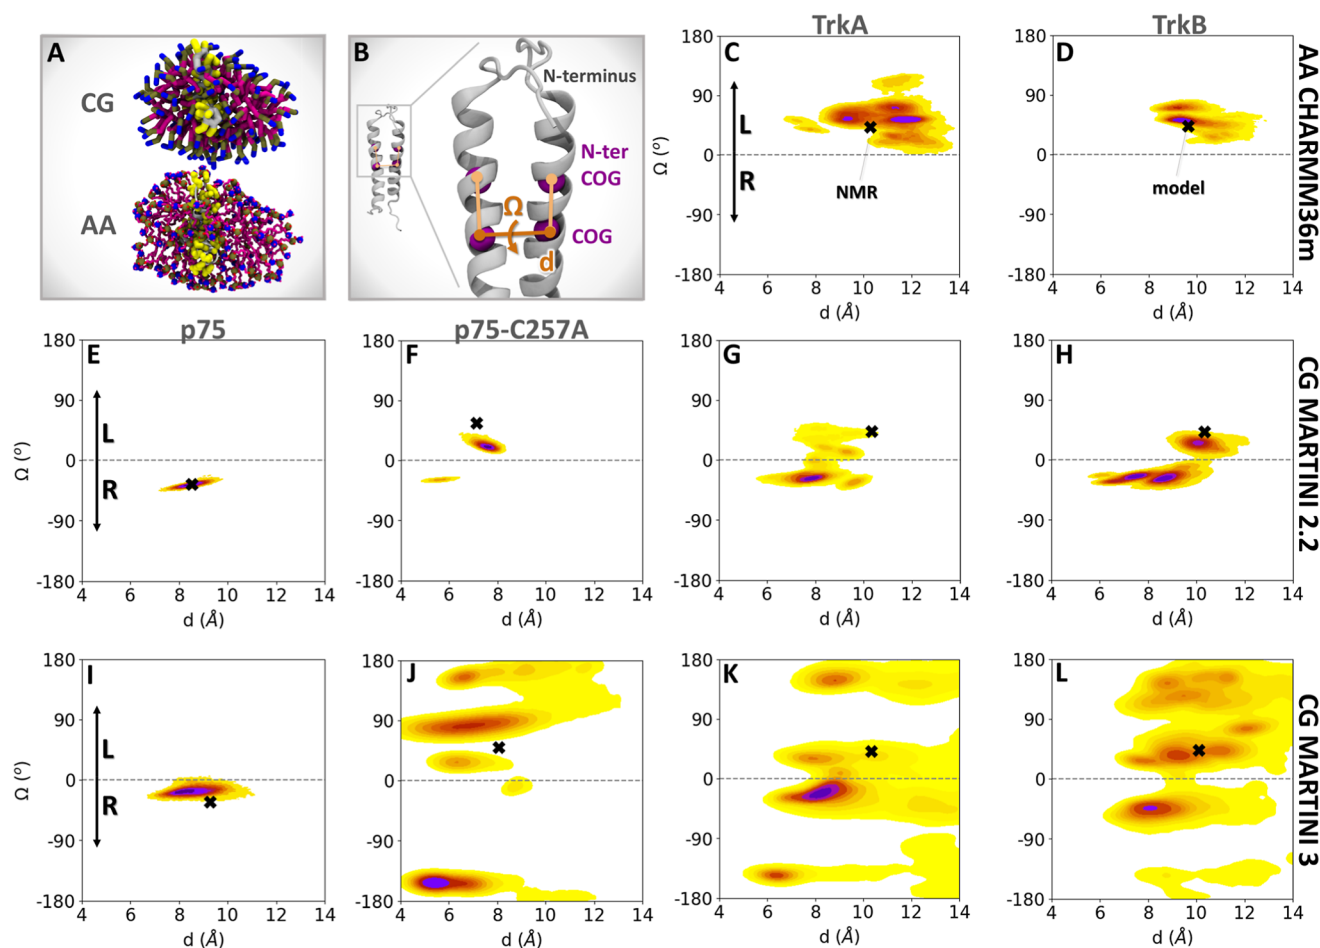 TrkA
TrkB
A
CG
AA
B
N-terminus
N-ter
COG
COG
Ω
d
C
180
90
0
-90
-180
Ω (º)
L
R
NMR
4 6 8 10 12 14
d (Å)
D
180
90
0
-90
-180
model
4 6 8 10 12 14
d (Å)
AA CHARMM36m
p75
p75-C257A
E
180
90
0
-90
-180
Ω (º)
L
R
4 6 8 10 12 14
d (Å)
F
180
90
0
-90
-180
4 6 8 10 12 14
d (Å)
G
180
90
0
-90
-180
4 6 8 10 12 14
d (Å)
H
180
90
0
-90
-180
4 6 8 10 12 14
d (Å)
CG MARTINI 2.2
I
180
90
0
-90
-180
Ω (º)
L
R
4 6 8 10 12 14
d (Å)
J
180
90
0
-90
-180
4 6 8 10 12 14
d (Å)
K
180
90
0
-90
-180
4 6 8 10 12 14
d (Å)
L
180
90
0
-90
-180
4 6 8 10 12 14
d (Å)
CG MARTINI 3